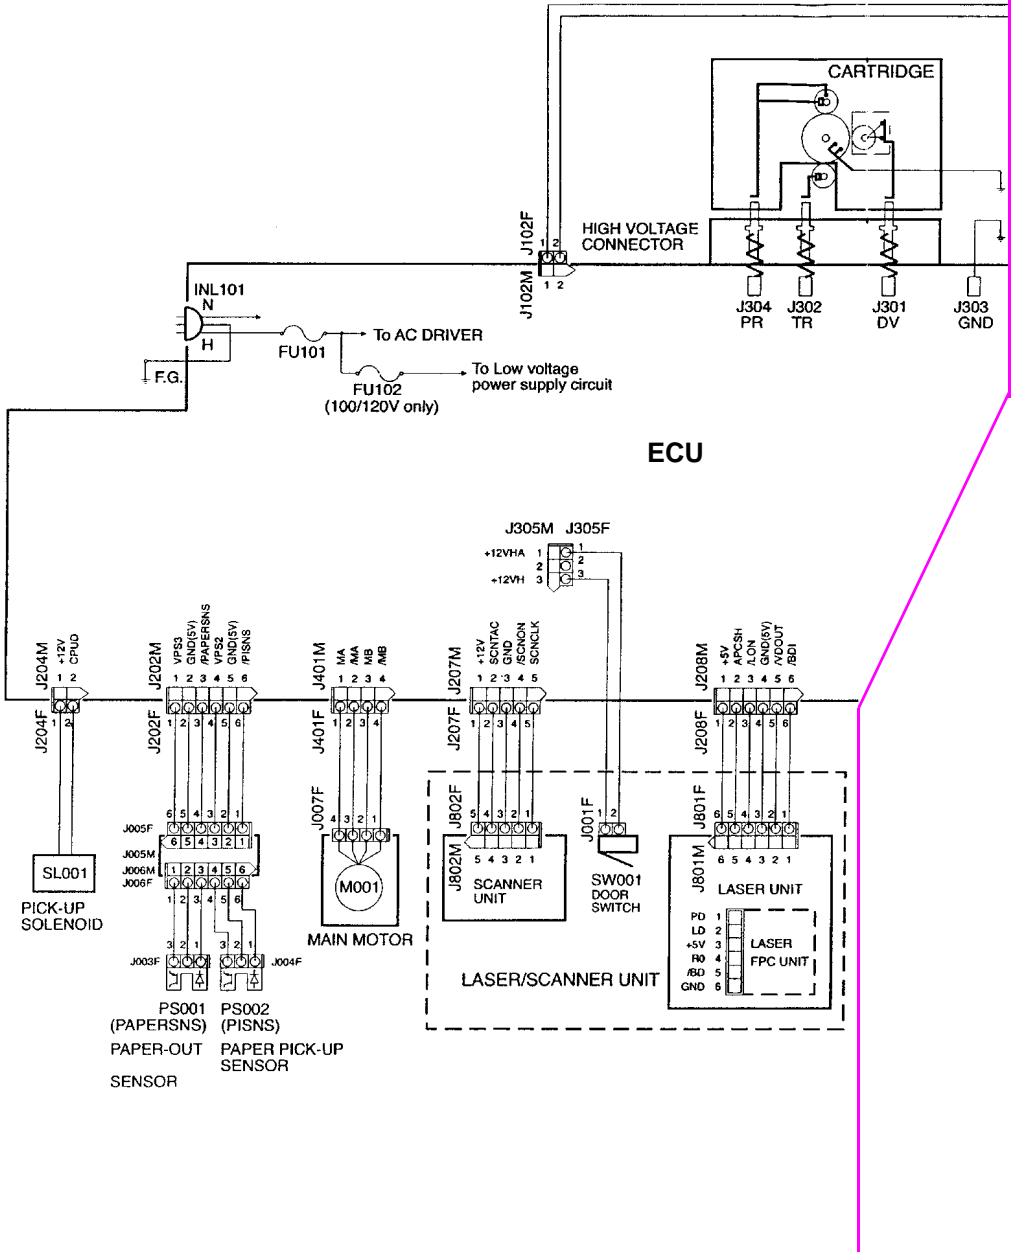 CARTRIDGE
J102F
1 2
HIGH VOLTAGE
CONNECTOR
J102M
1 2
J304
PR
J302
TR
J301
DV
J303
GND
INL101
N
H
F.G.
FU101
To AC DRIVER
FU102
(100/120V only)
To Low voltage
power supply circuit
ECU
J305M J305F
+12VHA 1 1
2 2
+12VH 3 3
J204M
+12V
CPUD
1 2
J204F
1 2
J202M
VPS3
GND(5V)
/PAPERSNS
VPS2
GND(5V)
/PISNS
1 2 3 4 5 6
J202F
1 2 3 4 5 6
J401M
MA
/MA
MB
/MB
1 2 3 4
J401F
1 2 3 4
J207M
+12V
SCNTAC
GND
/SCNON
SCNCLK
1 2 3 4 5
J207F
1 2 3 4 5
J208M
+5V
APCSH
/LON
GND(5V)
/VDOUT
/BDI
1 2 3 4 5 6
J208F
1 2 3 4 5 6
6 5 4 3 2 1
J005F
J005M
6 5 4 3 2 1
J006M
1 2 3 4 5 6
J006F
1 2 3 4 5 6
3 2 1
J003F
3 2 1
J004F
PS001
(PAPERSNS)
PAPER-OUT
SENSOR
PS002
(PISNS)
PAPER PICK-UP
SENSOR
SL001
PICK-UP
SOLENOID
J007F
4 3 2 1
M001
MAIN MOTOR
J802F
5 4 3 2 1
J802M
5 4 3 2 1
SCANNER
UNIT
J001F
1 2
SW001
DOOR
SWITCH
J801F
6 5 4 3 2 1
J801M
6 5 4 3 2 1
LASER UNIT
PD 1
LD 2
+5V 3
R0 4
/BD 5
GND 6
LASER
FPC UNIT
LASER/SCANNER UNIT